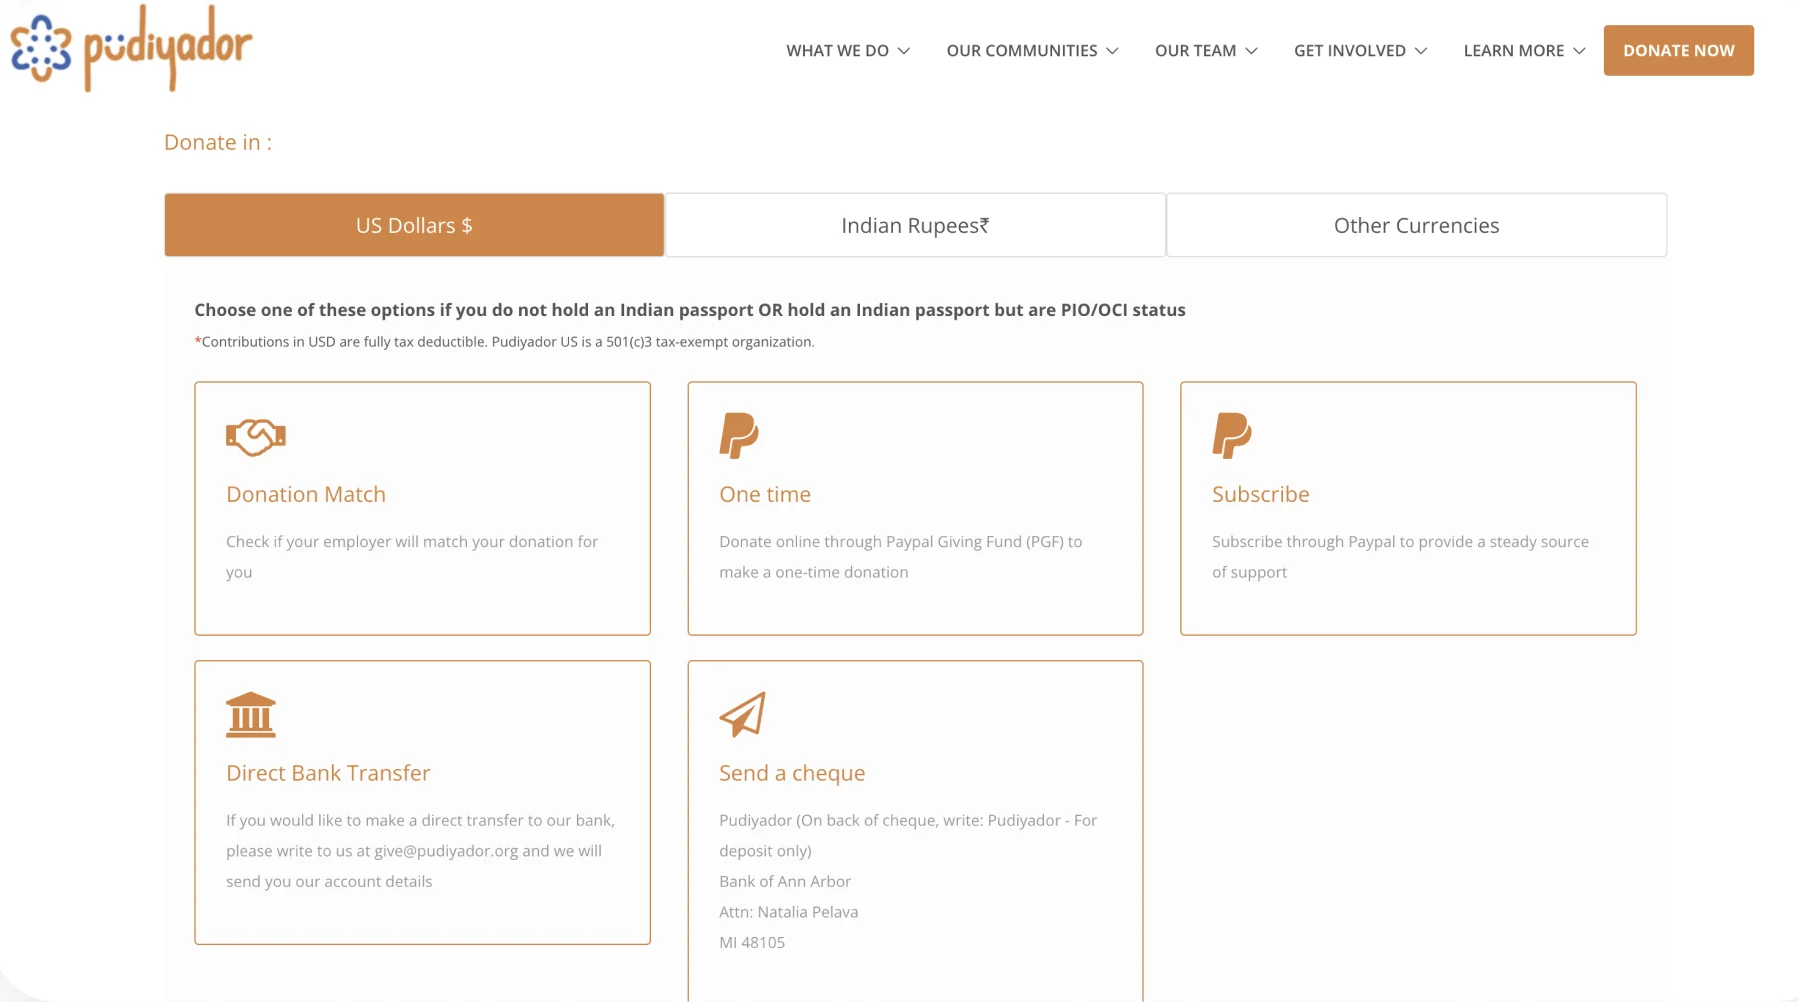 pudiyador
WHAT WE DO
OUR COMMUNITIES
OUR TEAM
GET INVOLVED
LEARN MORE
DONATE NOW
Donate in :
US Dollars $
Indian Rupees₹
Other Currencies
Choose one of these options if you do not hold an Indian passport OR hold an Indian passport but are PIO/OCI status
*Contributions in USD are fully tax deductible. Pudiyador US is a 501(c)3 tax-exempt organization.
Donation Match
Check if your employer will match your donation for
you
One time
Donate online through Paypal Giving Fund (PGF) to
make a one-time donation
Subscribe
Subscribe through Paypal to provide a steady source
of support
Direct Bank Transfer
If you would like to make a direct transfer to our bank,
please write to us at give@pudiyador.org and we will
send you our account details
Send a cheque
Pudiyador (On back of cheque, write: Pudiyador - For
deposit only)
Bank of Ann Arbor
Attn: Natalia Pelava
MI 48105